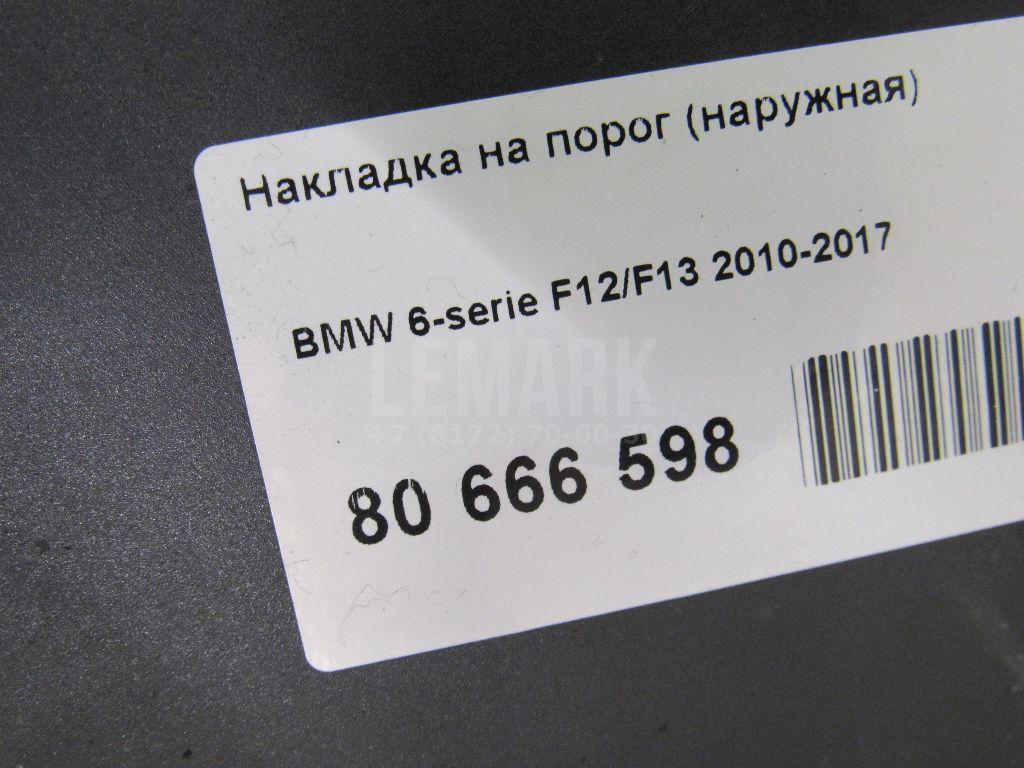 Накладка на порог (наружная)
BMW 6-serie F12/F13 2010-2017
LEMARK
80 666 598